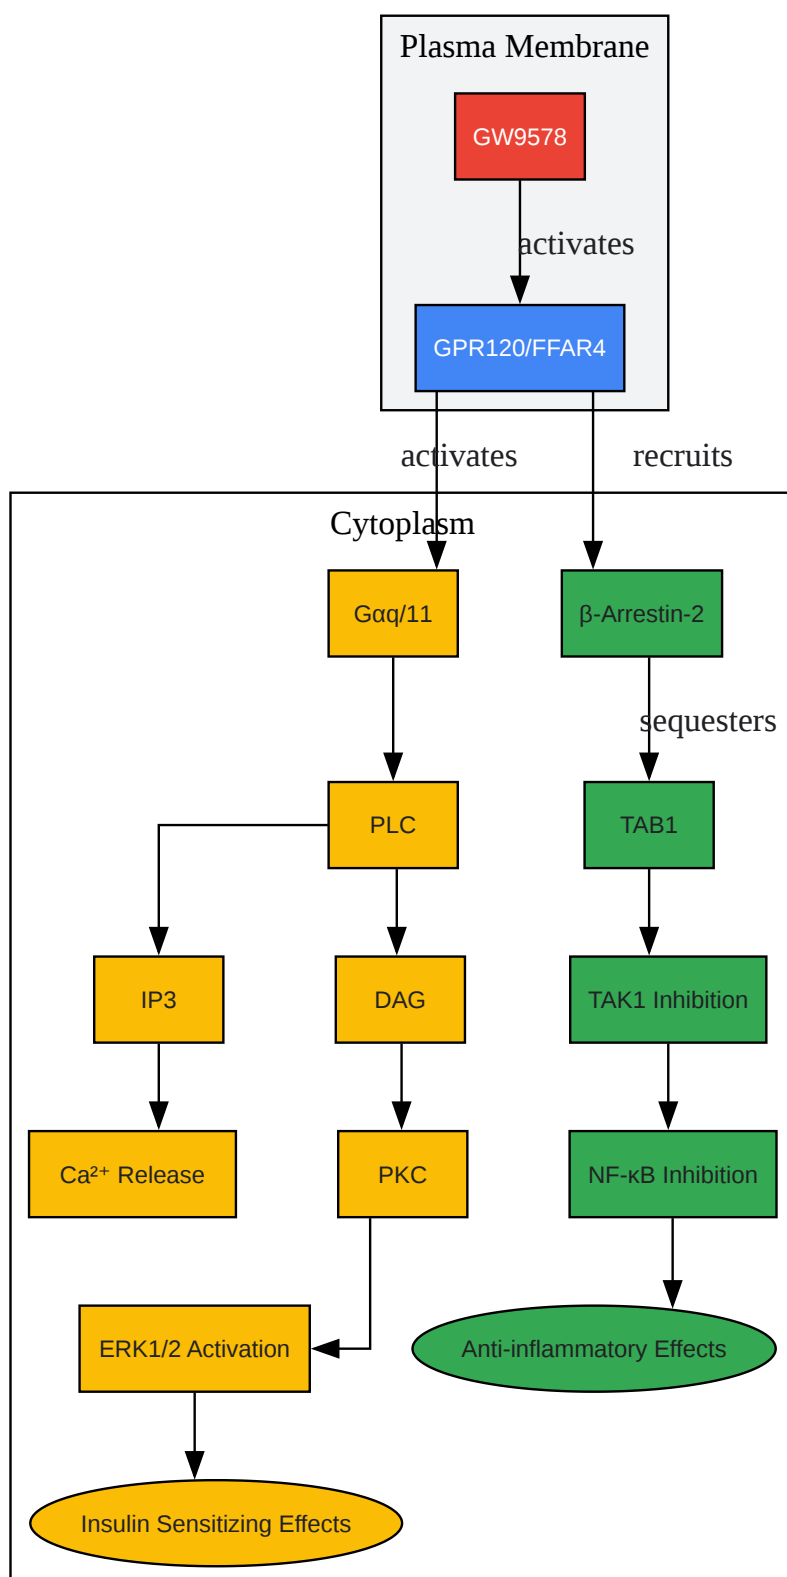 Plasma Membrane
GW9578
activates
GPR120/FFAR4
activates
recruits
Cytoplasm
Gαq/11
β-Arrestin-2
sequesters
PLC
TAB1
IP3
DAG
TAK1 Inhibition
Ca²⁺ Release
PKC
NF-κB Inhibition
ERK1/2 Activation
Anti-inflammatory Effects
Insulin Sensitizing Effects